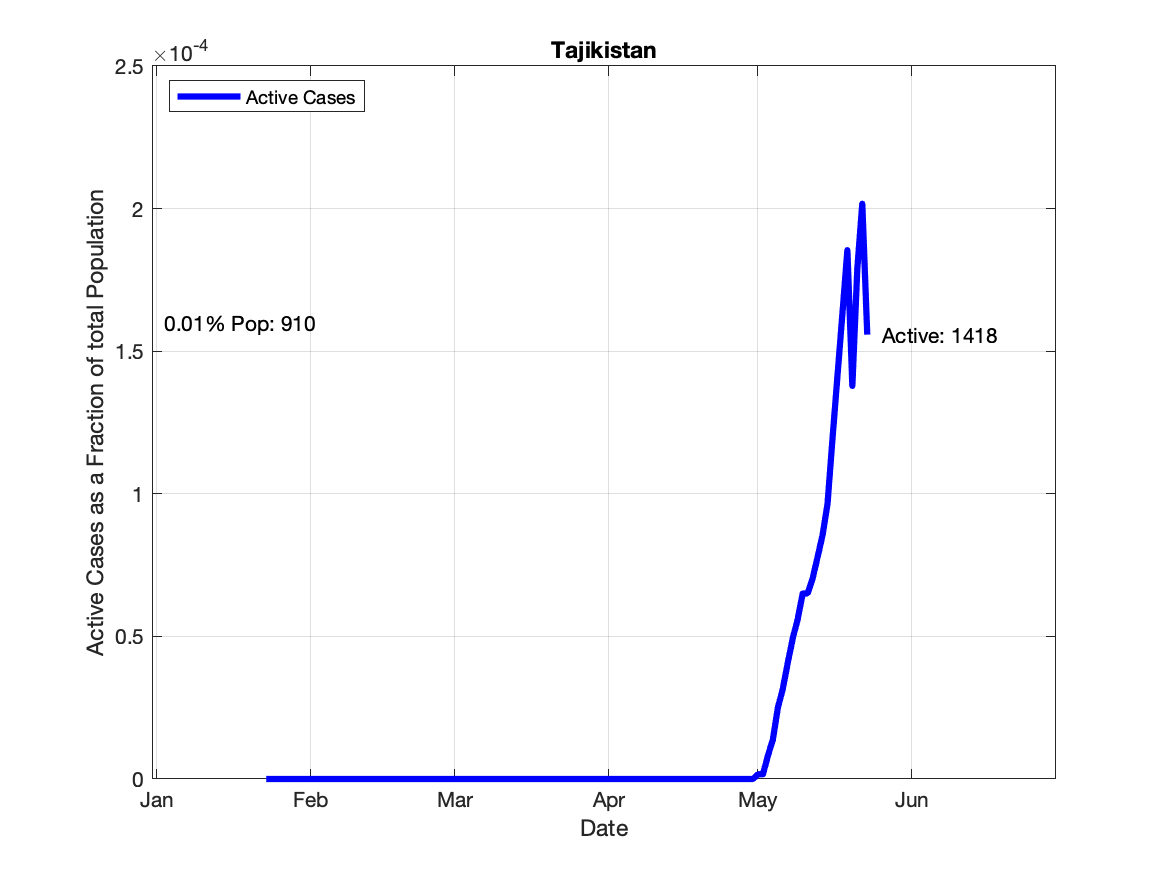 Tajikistan
×10-4
2.5
2
1.5
1
0.5
0
Active Cases as a Fraction of total Population
Active Cases
0.01% Pop: 910
Active: 1418
Jan
Feb
Mar
Apr
May
Jun
Date